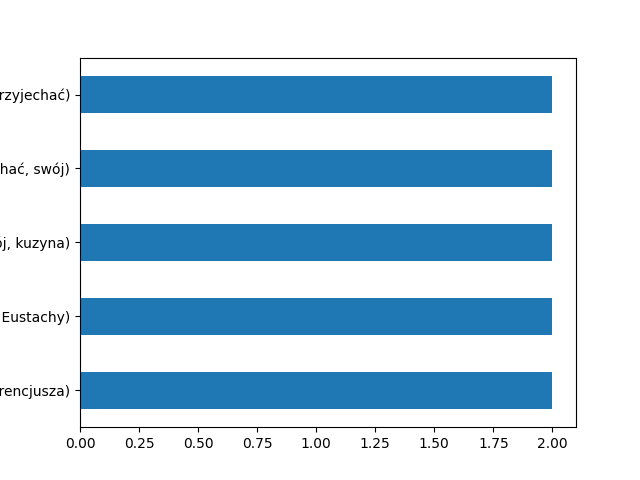 rzyjechać)
hać, swój)
ój, kuzyna)
Eustachy)
rencjusza)
0.00 0.25 0.50 0.75 1.00 1.25 1.50 1.75 2.00